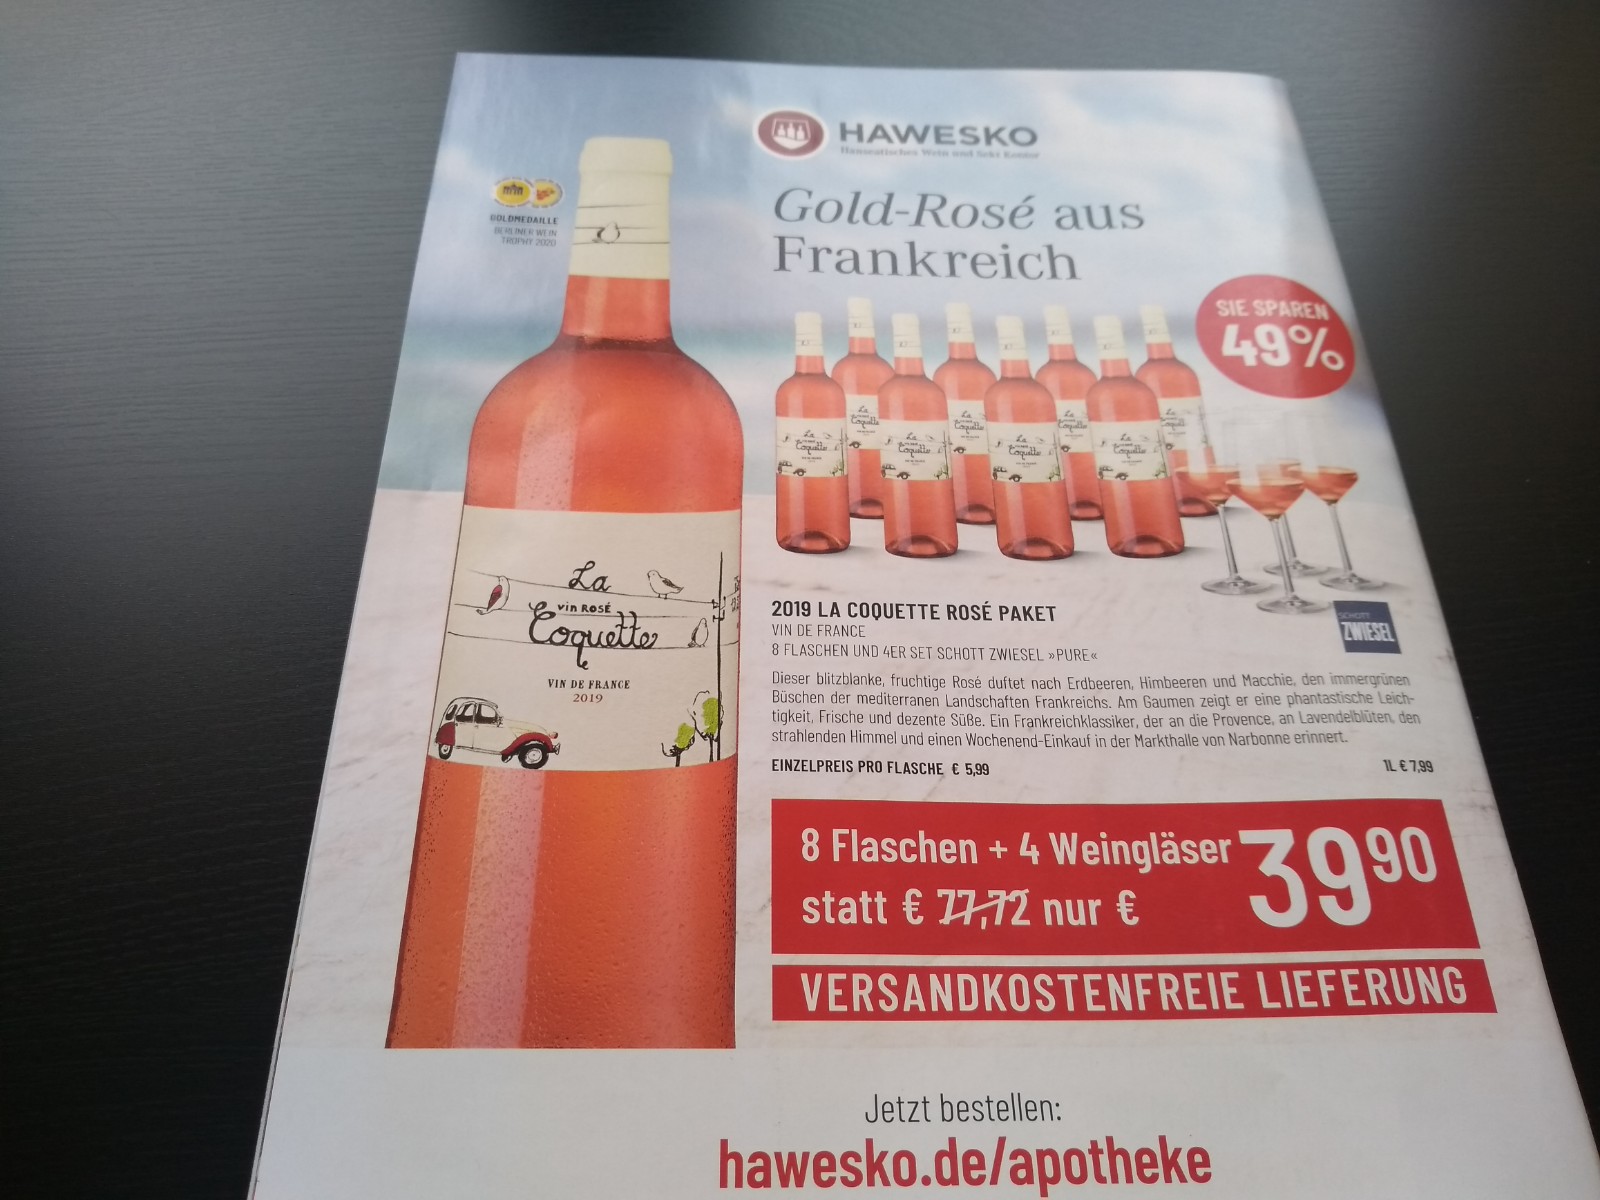 HAWESKO
Hanseatisches Wein und Sekt Kontor
Gold-Rosé aus
Frankreich
GOLDMEDAILLE
BERLINER WEIN
TROPHY 2020
SIE SPAREN
49%
La
vin ROSÉ
Coquette
VIN DE FRANCE
2019
2019 LA COQUETTE ROSÉ PAKET
VIN DE FRANCE
8 FLASCHEN UND 4ER SET SCHOTT ZWIESEL »PURE«
SCHOTT
ZWIESEL
Dieser blitzblanke, fruchtige Rosé duftet nach Erdbeeren, Himbeeren und Macchie, den immergrünen
Büschen der mediterranen Landschaften Frankreichs. Am Gaumen zeigt er eine phantastische Leich-
tigkeit, Frische und dezente Süße. Ein Frankreichklassiker, der an die Provence, an Lavendelblüten, den
strahlenden Himmel und einen Wochenend-Einkauf in der Markthalle von Narbonne erinnert.
EINZELPREIS PRO FLASCHE € 5,99 1L € 7,99
8 Flaschen + 4 Weingläser
statt € 77,72 nur € 39,90
VERSANDKOSTENFREIE LIEFERUNG
Jetzt bestellen:
hawesko.de/apotheke